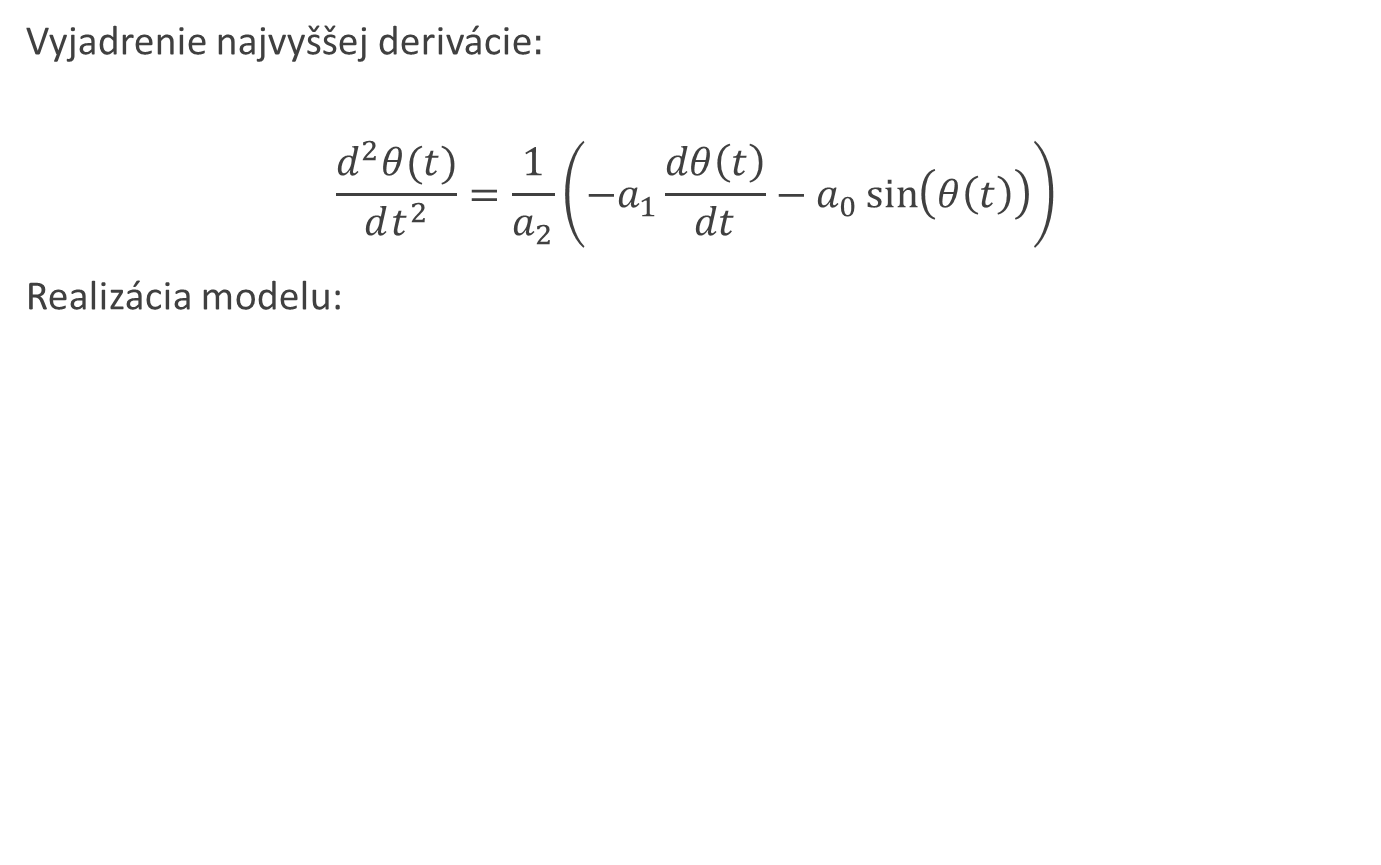 Vyjadrenie najvyššej derivácie:
d²θ(t)/dt² = 1/a₂ (−a₁ dθ(t)/dt − a₀ sin(θ(t)))
Realizácia modelu: